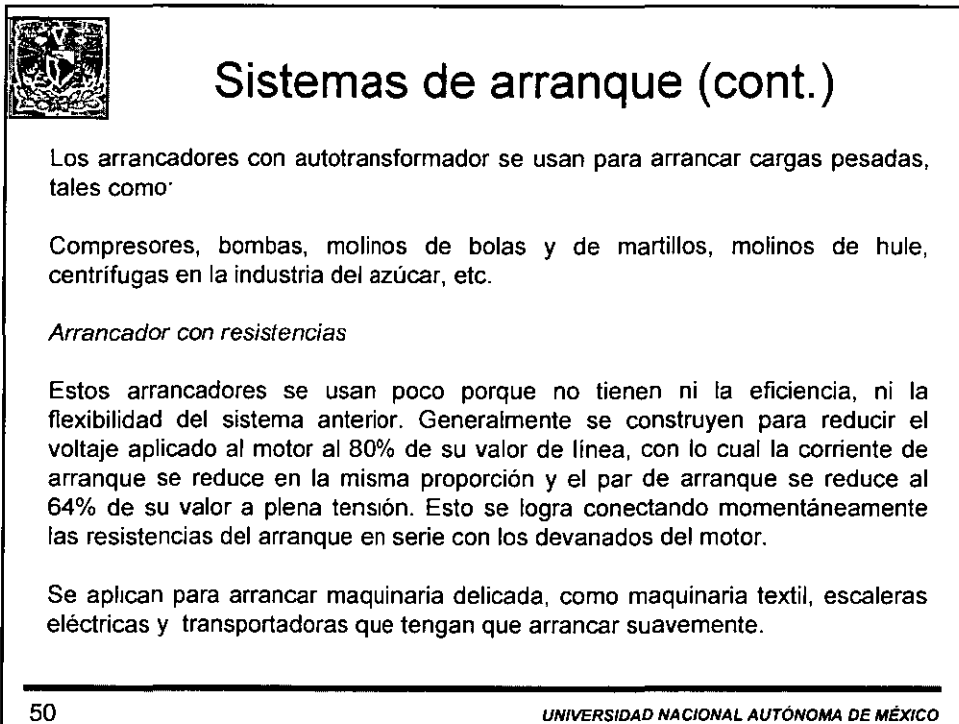 Sistemas de arranque (cont.)
Los arrancadores con autotransformador se usan para arrancar cargas pesadas,
tales como:
Compresores, bombas, molinos de bolas y de martillos, molinos de hule,
centrífugas en la industria del azúcar, etc.
Arrancador con resistencias
Estos arrancadores se usan poco porque no tienen ni la eficiencia, ni la
flexibilidad del sistema anterior. Generalmente se construyen para reducir el
voltaje aplicado al motor al 80% de su valor de línea, con lo cual la corriente de
arranque se reduce en la misma proporción y el par de arranque se reduce al
64% de su valor a plena tensión. Esto se logra conectando momentáneamente
las resistencias del arranque en serie con los devanados del motor.
Se aplican para arrancar maquinaria delicada, como maquinaria textil, escaleras
eléctricas y transportadoras que tengan que arrancar suavemente.
50
UNIVERSIDAD NACIONAL AUTÓNOMA DE MÉXICO